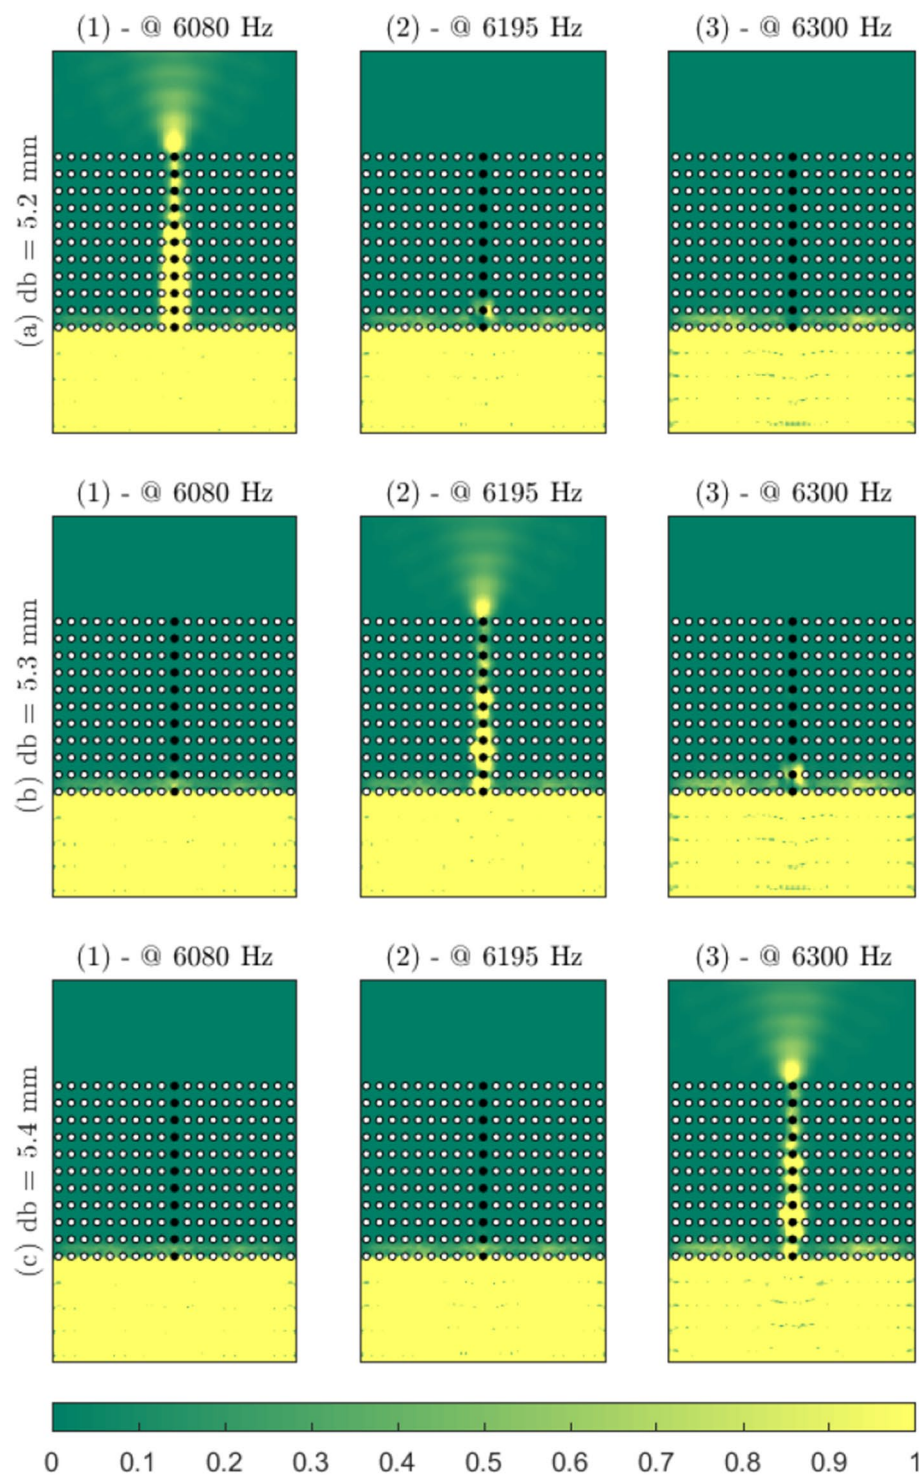 (1) - @ 6080 Hz (2) - @ 6195 Hz (3) - @ 6300 Hz
(a) db = 5.2 mm
(1) - @ 6080 Hz (2) - @ 6195 Hz (3) - @ 6300 Hz
(b) db = 5.3 mm
(1) - @ 6080 Hz (2) - @ 6195 Hz (3) - @ 6300 Hz
(c) db = 5.4 mm
0 0.1 0.2 0.3 0.4 0.5 0.6 0.7 0.8 0.9 1